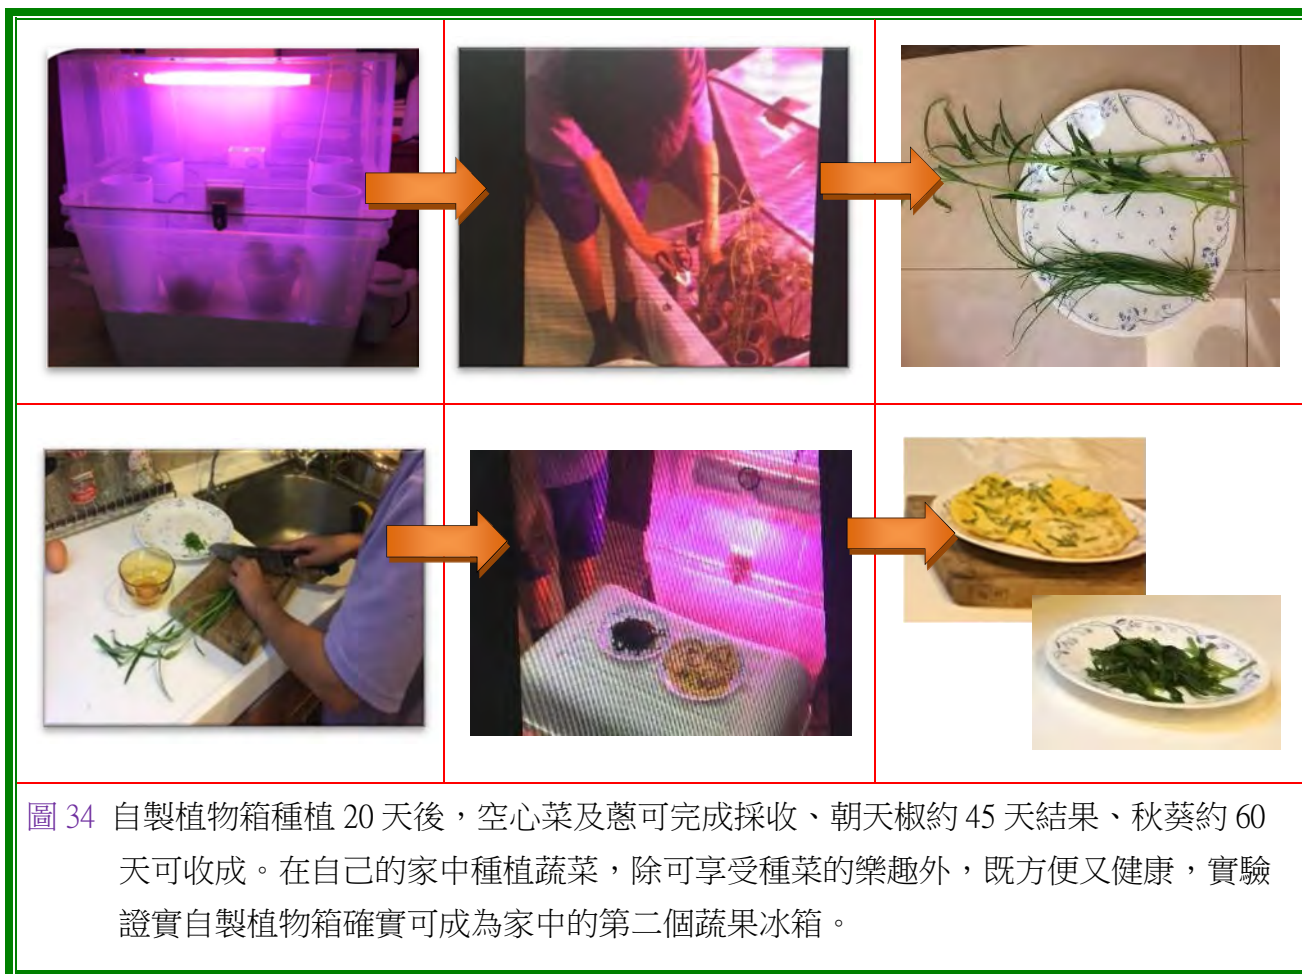 圖 34 自製植物箱種植 20 天後，空心菜及蔥可完成採收、朝天椒約 45 天結果、秋葵約 60
天可收成。在自己的家中種植蔬菜，除可享受種菜的樂趣外，既方便又健康，實驗
證實自製植物箱確實可成為家中的第二個蔬果冰箱。